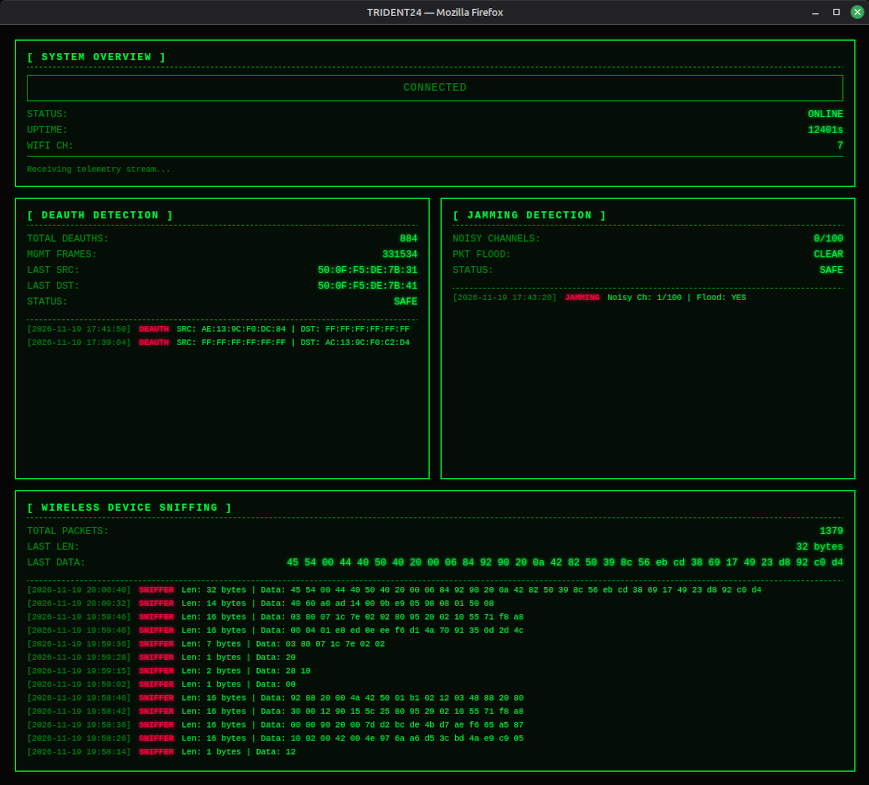 TRIDENT24 — Mozilla Firefox
[ SYSTEM OVERVIEW ]
CONNECTED
STATUS: ONLINE
UPTIME: 12401s
WIFI CH: 7
Receiving telemetry stream...
[ DEAUTH DETECTION ]
TOTAL DEAUTHS: 884
MGMT FRAMES: 331534
LAST SRC: 50:0F:F5:DE:7B:31
LAST DST: 50:0F:F5:DE:7B:41
STATUS: SAFE
[2026-11-19 17:41:50] DEAUTH SRC: AE:13:9C:F0:DC:84 | DST: FF:FF:FF:FF:FF:FF
[2026-11-19 17:39:04] DEAUTH SRC: FF:FF:FF:FF:FF:FF | DST: AC:13:9C:F0:C2:D4
[ JAMMING DETECTION ]
NOISY CHANNELS: 0/100
PKT FLOOD: CLEAR
STATUS: SAFE
[2026-11-19 17:43:20] JAMMING Noisy Ch: 1/100 | Flood: YES
[ WIRELESS DEVICE SNIFFING ]
TOTAL PACKETS: 1379
LAST LEN: 32 bytes
LAST DATA: 45 54 00 44 40 50 40 20 00 06 84 92 90 20 0a 42 82 50 39 8c 56 eb cd 38 69 17 49 23 d8 92 c0 d4
[2026-11-19 20:00:40] SNIFFER Len: 32 bytes | Data: 45 54 00 44 40 50 40 20 00 06 84 92 90 20 0a 42 82 50 39 8c 56 eb cd 38 69 17 49 23 d8 92 c0 d4
[2026-11-19 20:00:32] SNIFFER Len: 14 bytes | Data: 40 60 a0 ad 14 00 9b e9 05 98 08 01 50 08
[2026-11-19 19:59:46] SNIFFER Len: 16 bytes | Data: 03 80 07 1c 7e 02 02 80 95 20 02 10 55 71 f8 a8
[2026-11-19 19:59:40] SNIFFER Len: 16 bytes | Data: 00 04 01 e8 ed 0e ee f6 d1 4a 70 91 35 0d 2d 4c
[2026-11-19 19:59:36] SNIFFER Len: 7 bytes | Data: 03 80 07 1c 7e 02 02
[2026-11-19 19:59:28] SNIFFER Len: 1 bytes | Data: 20
[2026-11-19 19:59:15] SNIFFER Len: 2 bytes | Data: 28 10
[2026-11-19 19:59:02] SNIFFER Len: 1 bytes | Data: 00
[2026-11-19 19:58:46] SNIFFER Len: 16 bytes | Data: 92 88 20 00 4a 42 50 01 b1 02 12 03 48 88 20 80
[2026-11-19 19:58:42] SNIFFER Len: 16 bytes | Data: 30 00 12 90 15 5c 25 80 95 20 02 10 55 71 f8 a8
[2026-11-19 19:58:36] SNIFFER Len: 16 bytes | Data: 00 00 90 20 00 7d d2 bc de 4b d7 ae f6 65 a5 87
[2026-11-19 19:58:26] SNIFFER Len: 16 bytes | Data: 10 02 00 42 00 4e 97 6a a6 d5 3c bd 4a e9 c9 05
[2026-11-19 19:58:14] SNIFFER Len: 1 bytes | Data: 12